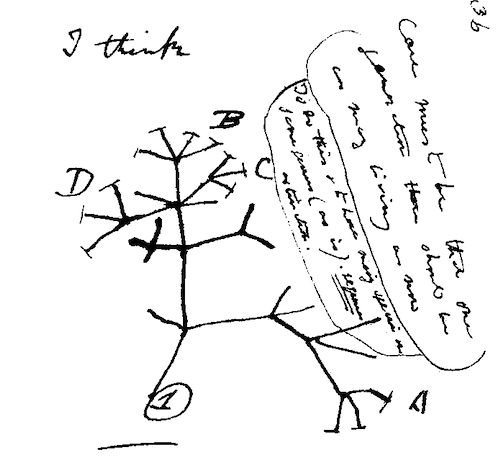 36
I think
Case must be that one
generation then should be
as many living as now
To do this & to have many species in
same genus (as is). requires
extinction.
B
C
D
A
1